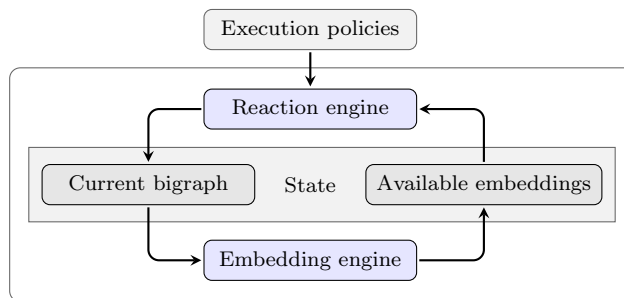 Execution policies
Reaction engine
Current bigraph
State
Available embeddings
Embedding engine